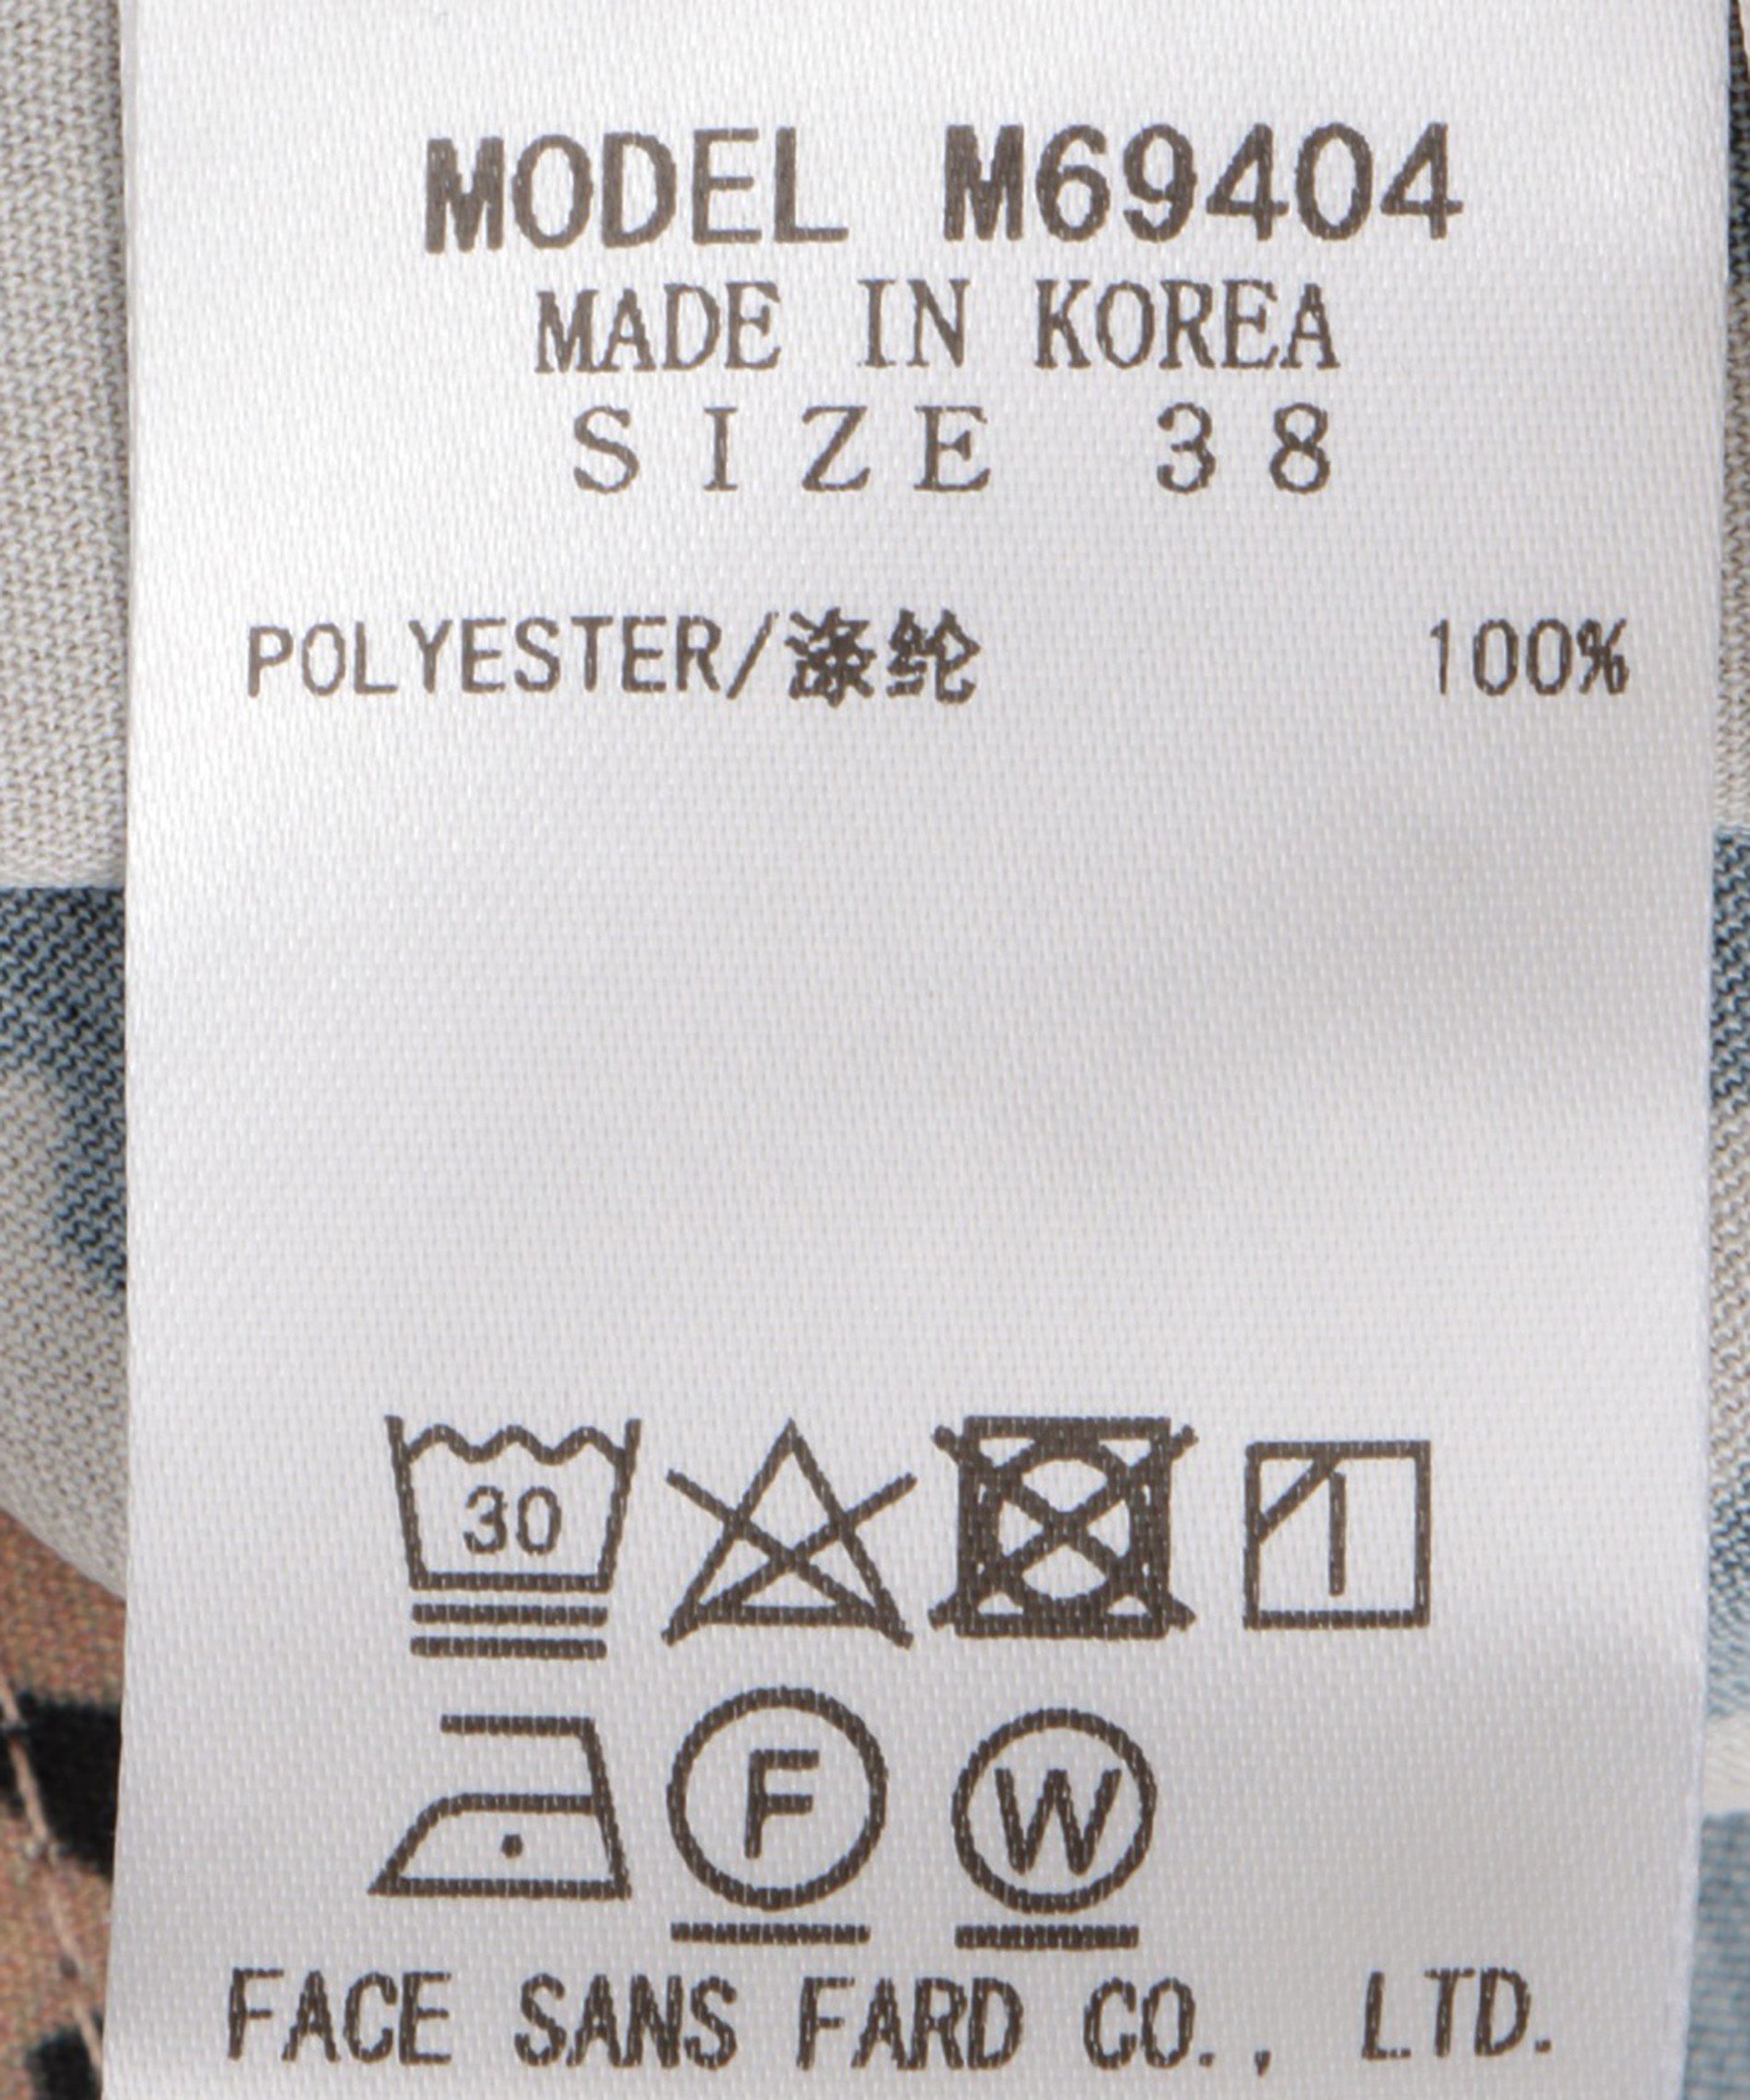 MODEL M69404
MADE IN KOREA
SIZE 38
POLYESTER/涤纶 100%
30
F W
FACE SANS FARD CO., LTD.